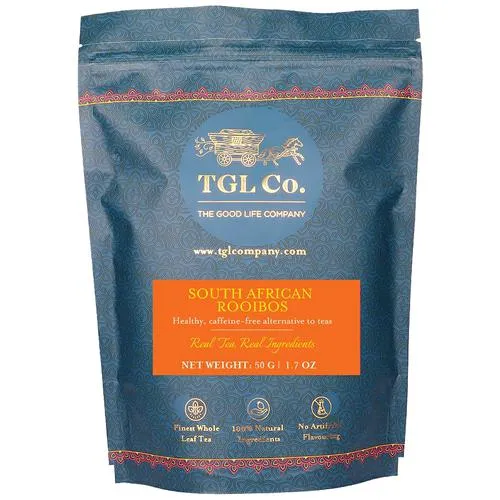 TGL Co.
THE GOOD LIFE COMPANY
www.tglcompany.com
SOUTH AFRICAN
ROOIBOS
Healthy, caffeine-free alternative to teas
Real Tea, Real Ingredients
NET WEIGHT: 50 G | 1.7 OZ
Finest Whole
Leaf Tea
100% Natural
Ingredients
No Artificial
Flavouring